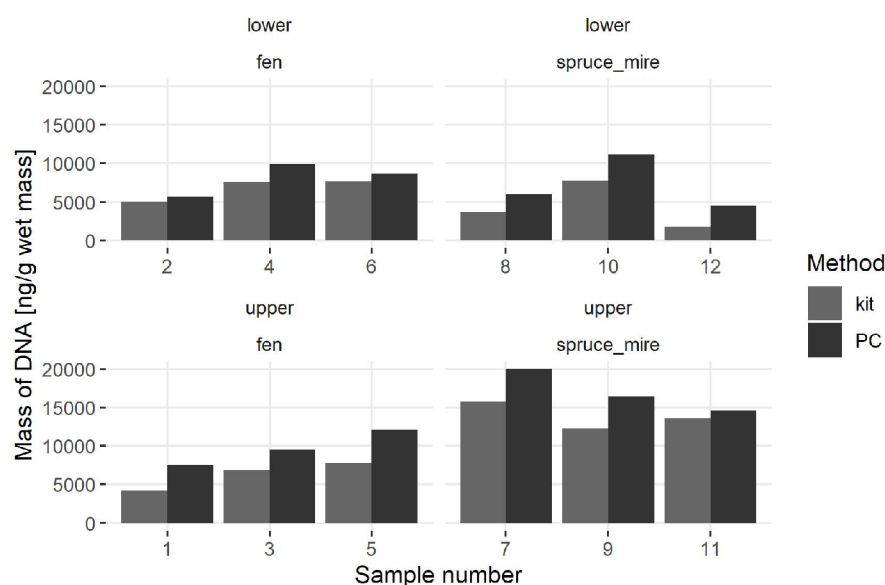 lower
lower
fen
spruce_mire
20000
15000
10000
5000
0
2
4
6
8
10
12
upper
upper
fen
spruce_mire
20000
15000
10000
5000
0
1
3
5
7
9
11
Mass of DNA [ng/g wet mass]
Sample number
Method
kit
PC